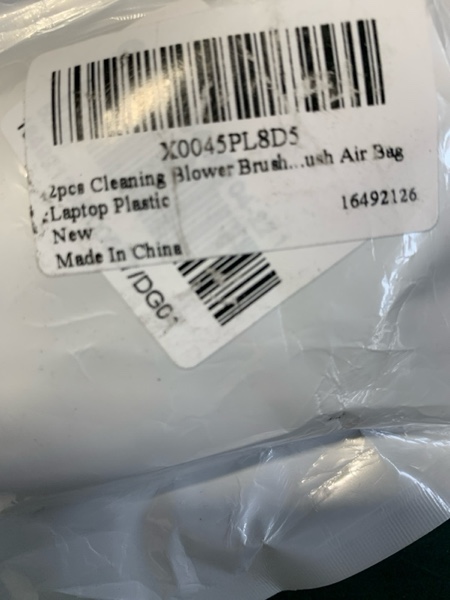 X0045PL8D5
2pcs Cleaning Blower Brush...ush Air Bag
Laptop Plastic
New
16492126
Made In China